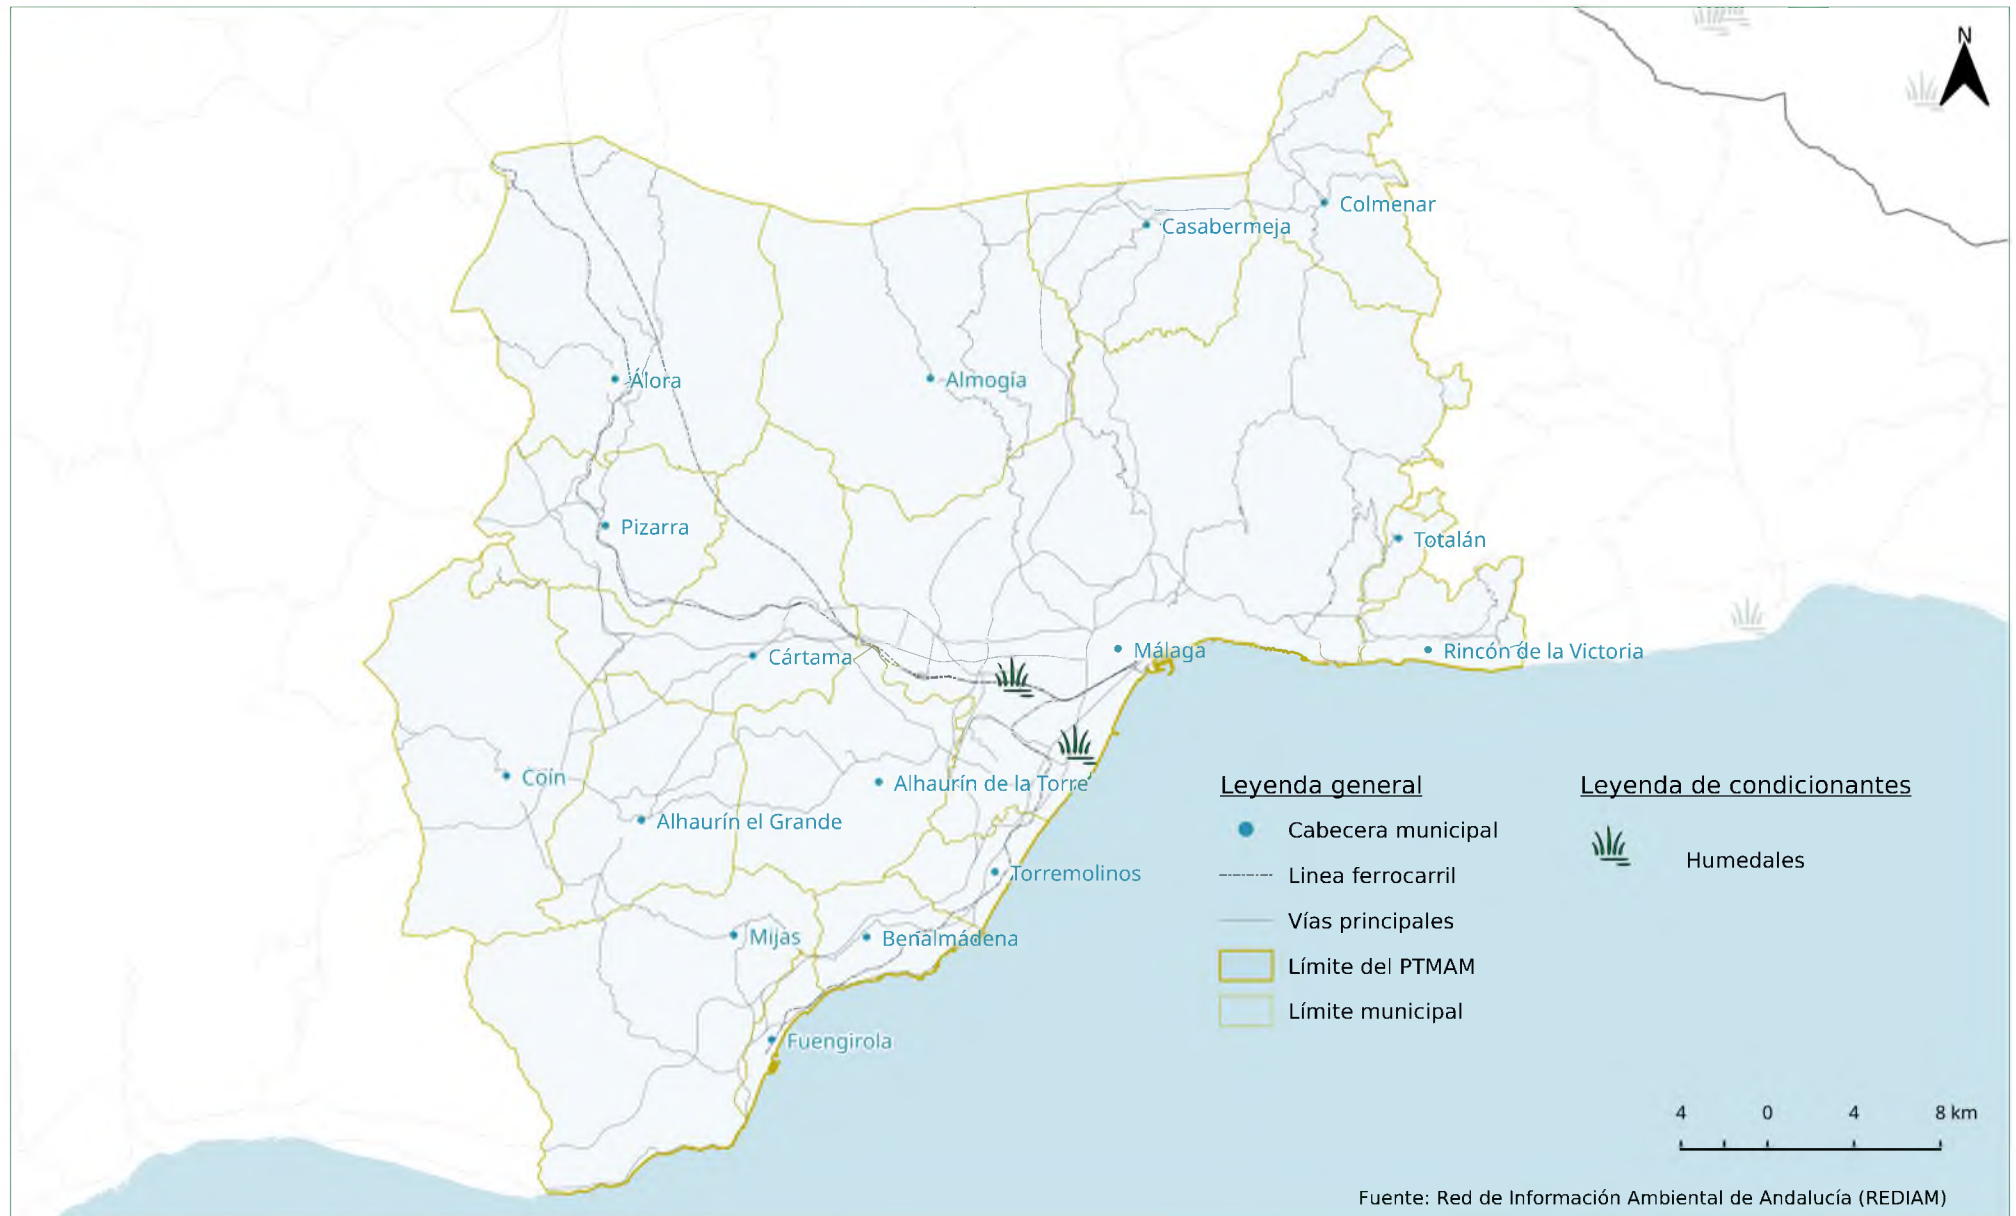 N
Colmenar
Casabermeja
Álora
Almogía
Pizarra
Totalán
Cártama
Málaga
Rincón de la Victoria
Coín
Alhaurín de la Torre
Alhaurín el Grande
Torremolinos
Mijas
Benalmádena
Fuengirola
Leyenda general
Cabecera municipal
Linea ferrocarril
Vías principales
Límite del PTMAM
Límite municipal
Leyenda de condicionantes
Humedales
4 0 4 8 km
Fuente: Red de Información Ambiental de Andalucía (REDIAM)